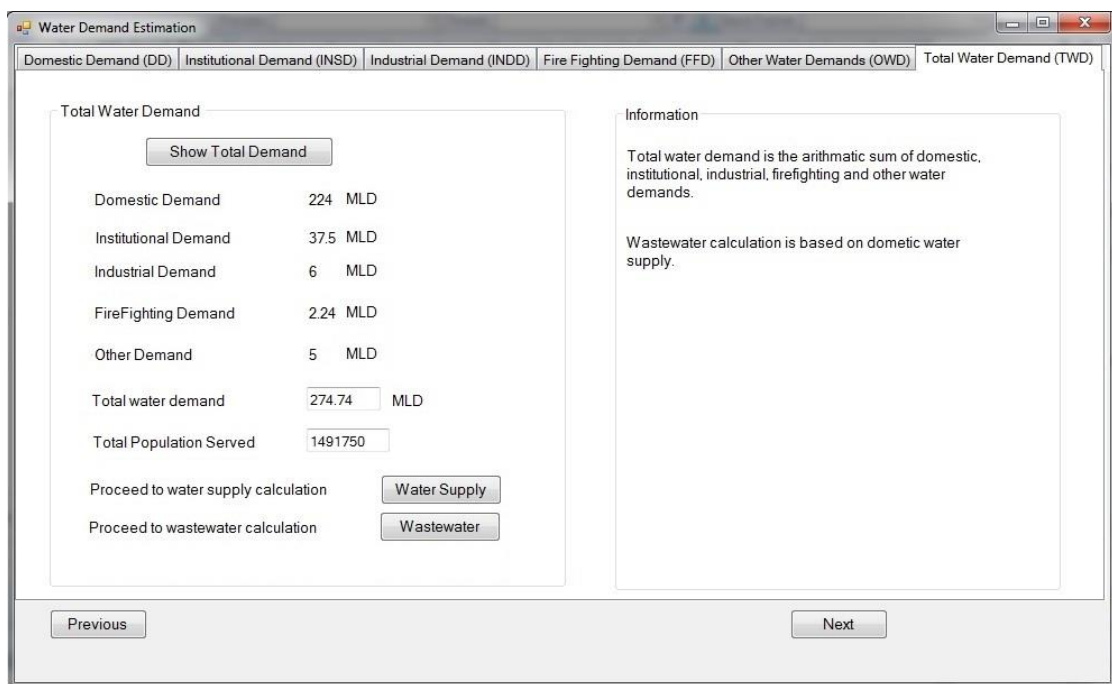 Water Demand Estimation
Domestic Demand (DD) Institutional Demand (INSD) Industrial Demand (INDD) Fire Fighting Demand (FFD) Other Water Demands (OWD) Total Water Demand (TWD)
Total Water Demand
Show Total Demand
Domestic Demand 224 MLD
Institutional Demand 37.5 MLD
Industrial Demand 6 MLD
FireFighting Demand 2.24 MLD
Other Demand 5 MLD
Total water demand 274.74 MLD
Total Population Served 1491750
Proceed to water supply calculation Water Supply
Proceed to wastewater calculation Wastewater
Information
Total water demand is the arithmatic sum of domestic,
institutional, industrial, firefighting and other water
demands.
Wastewater calculation is based on dometic water
supply.
Previous Next